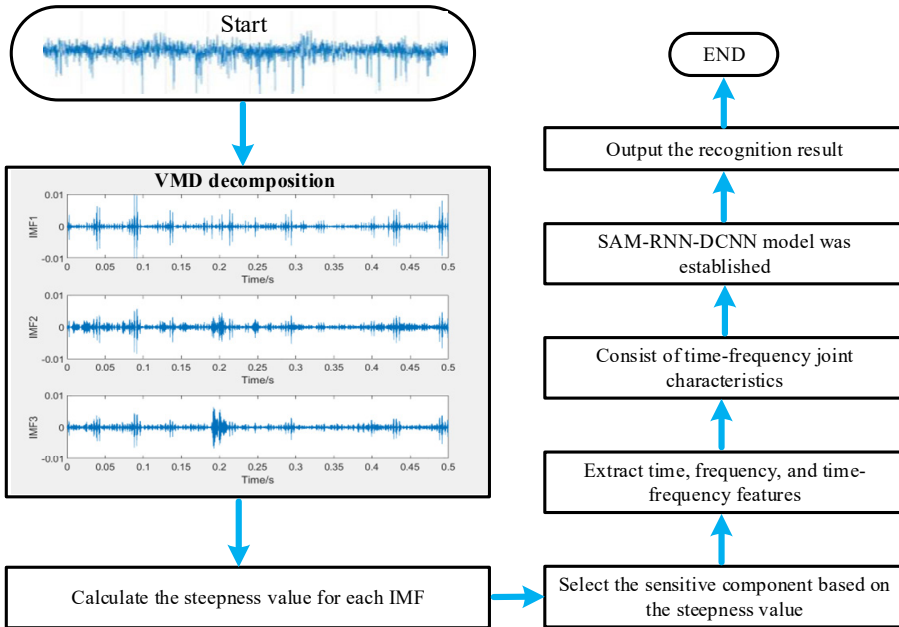 Start
VMD decomposition
0.01
0
-0.01
IMF1
0 0.05 0.1 0.15 0.2 0.25 0.3 0.35 0.4 0.45 0.5
Time/s
0.01
0
-0.01
IMF2
0 0.05 0.1 0.15 0.2 0.25 0.3 0.35 0.4 0.45 0.5
Time/s
0.01
0
-0.01
IMF3
0 0.05 0.1 0.15 0.2 0.25 0.3 0.35 0.4 0.45 0.5
Time/s
Calculate the steepness value for each IMF
Select the sensitive component based on
the steepness value
Extract time, frequency, and time-
frequency features
Consist of time-frequency joint
characteristics
SAM-RNN-DCNN model was
established
Output the recognition result
END